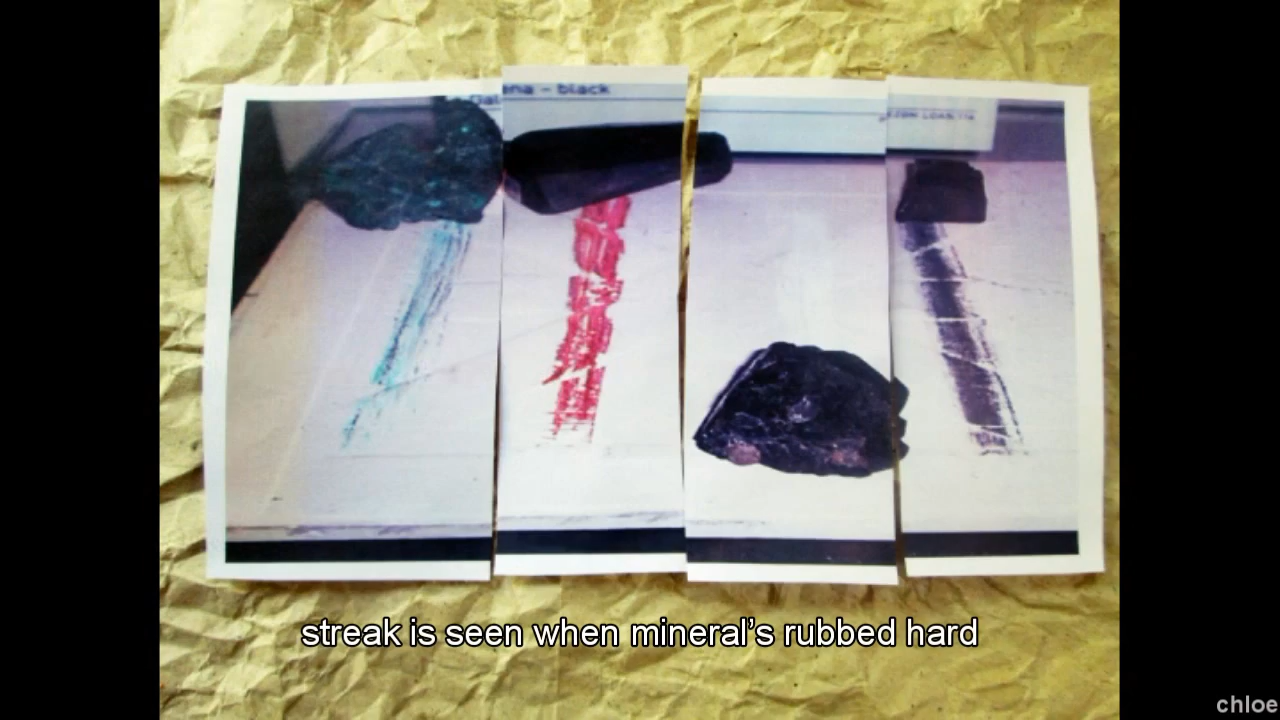 ena - black
streak is seen when mineral's rubbed hard
chloe